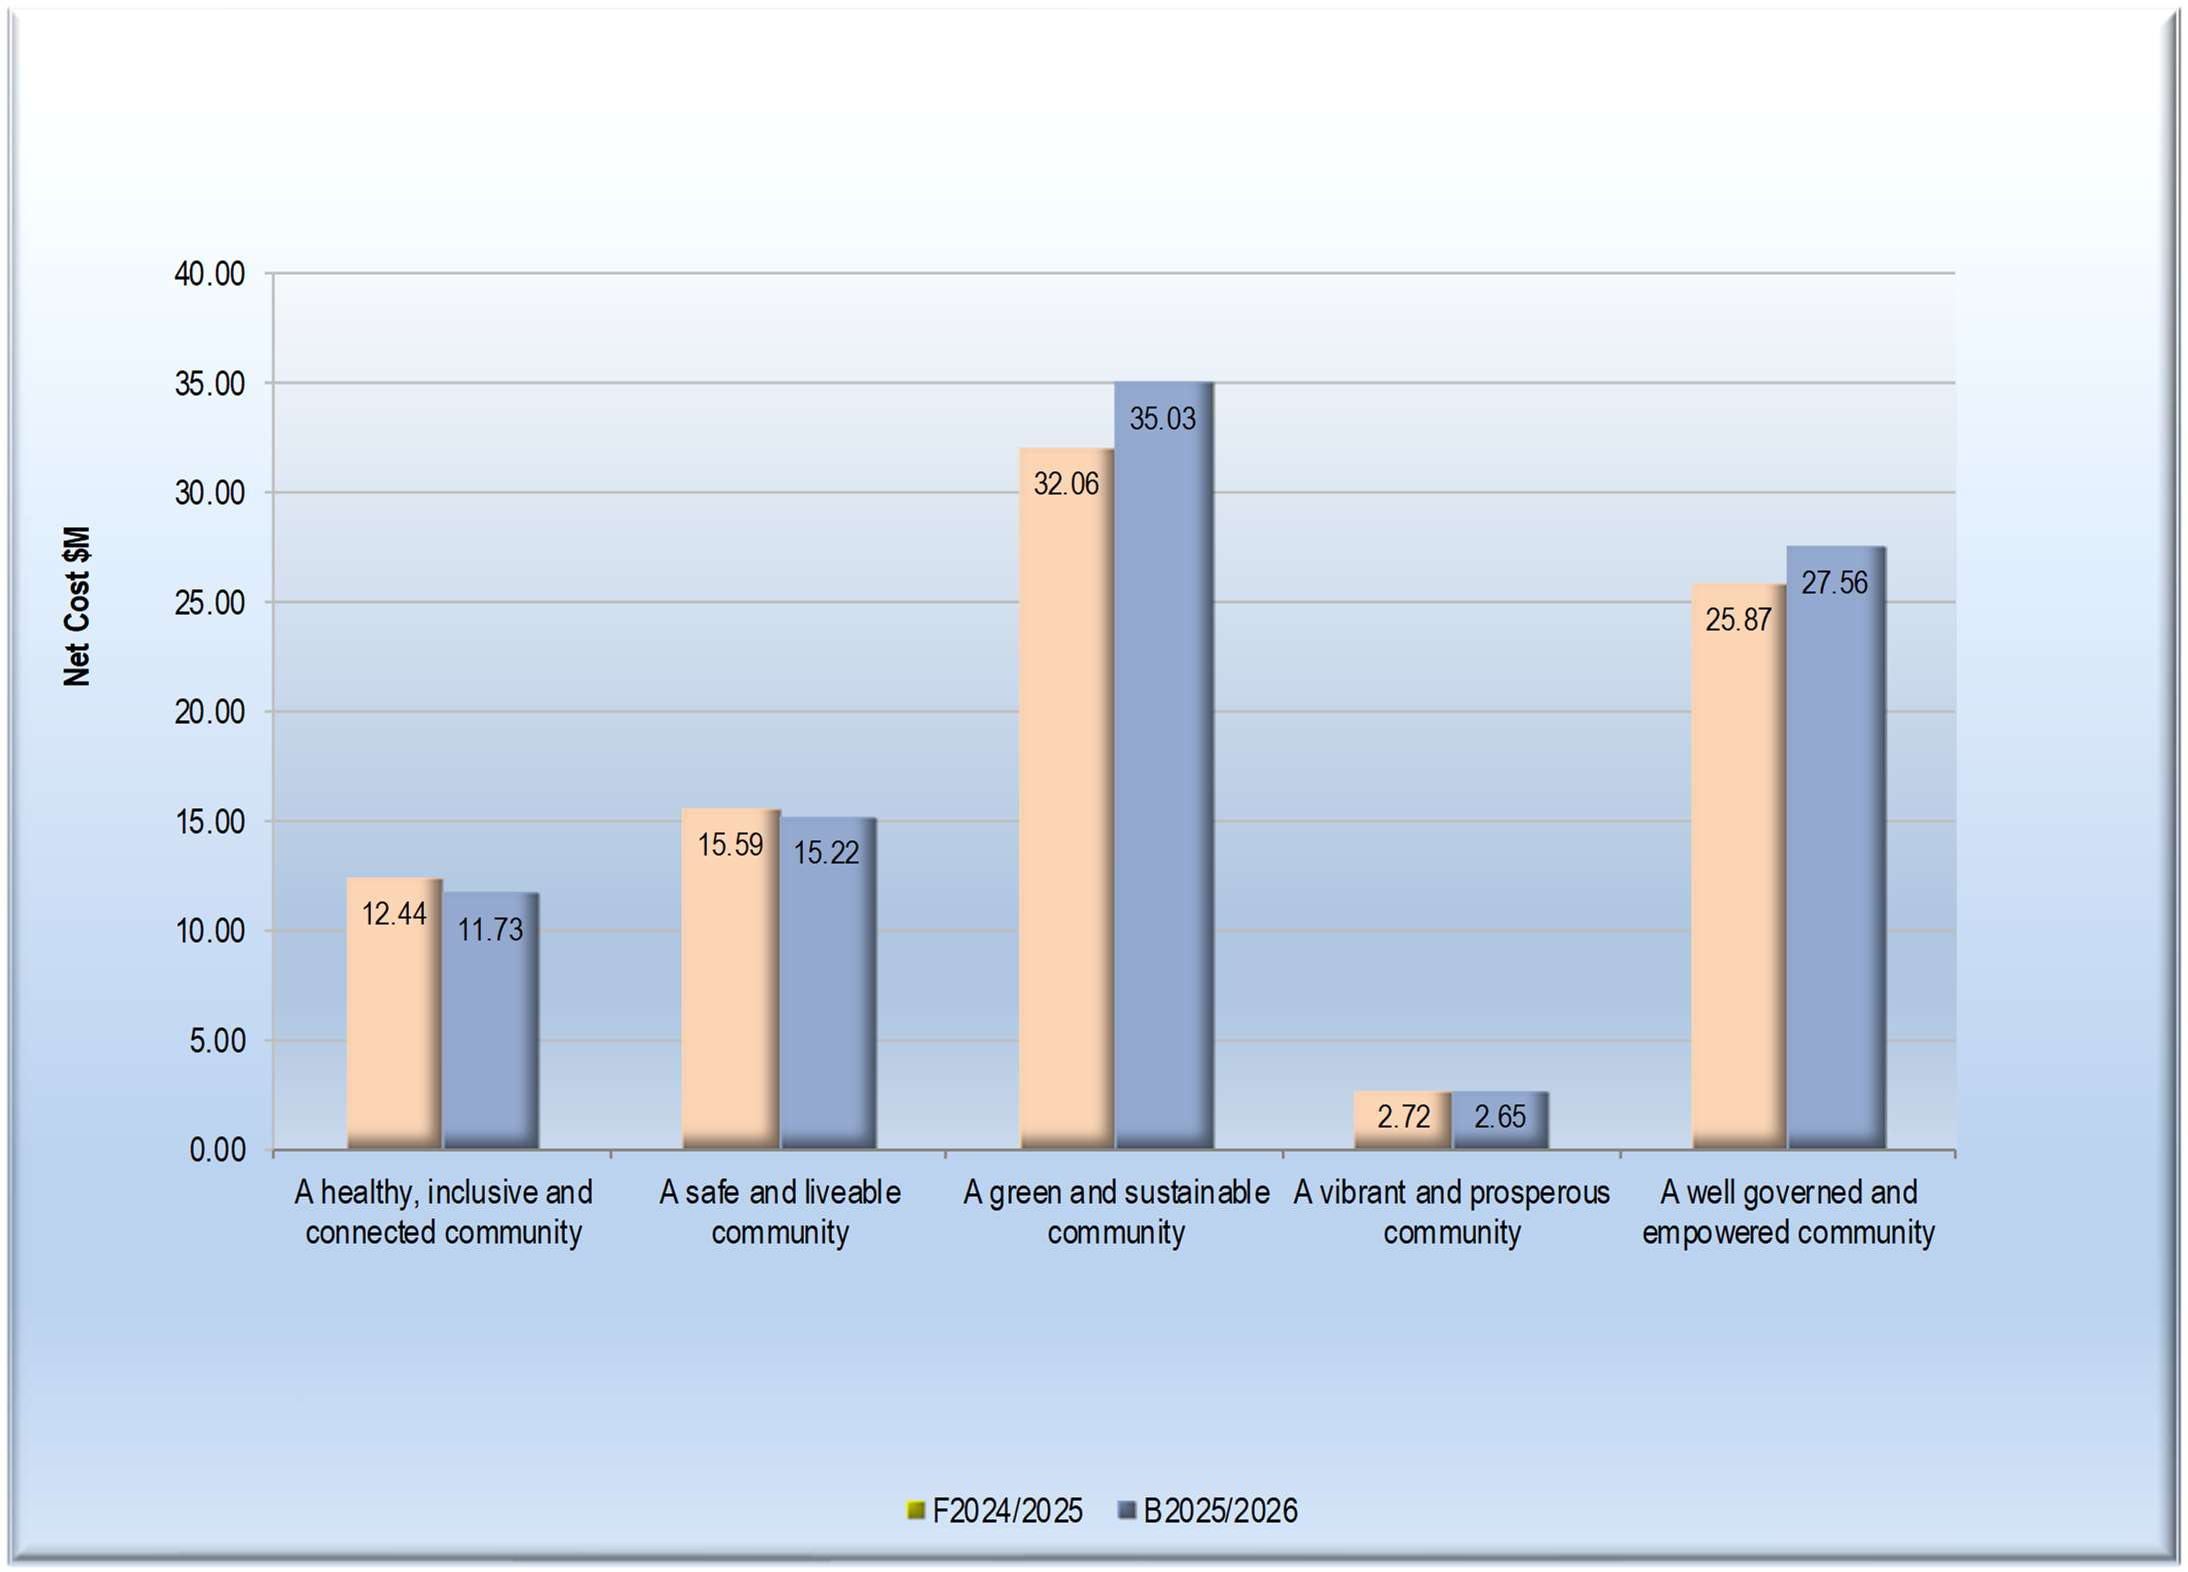 40.00
35.00
30.00
25.00
20.00
15.00
10.00
5.00
0.00
Net Cost $M
12.44
11.73
15.59
15.22
32.06
35.03
2.72
2.65
25.87
27.56
A healthy, inclusive and
connected community
A safe and liveable
community
A green and sustainable
community
A vibrant and prosperous
community
A well governed and
empowered community
F2024/2025
B2025/2026